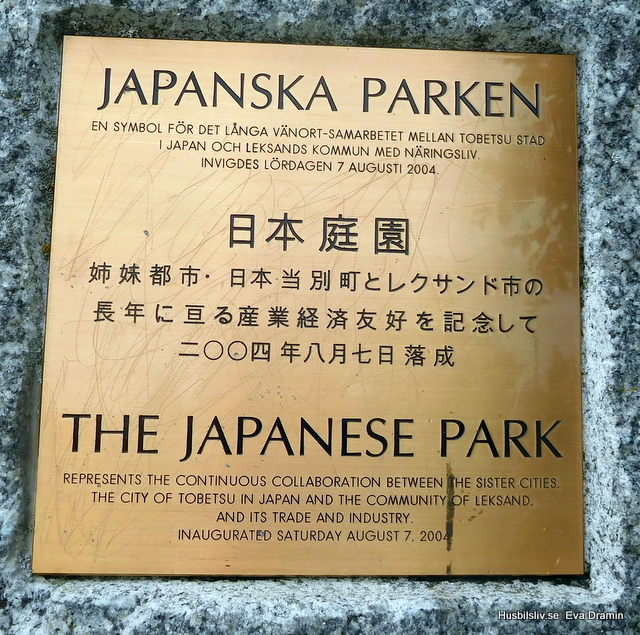 JAPANSKA PARKEN
EN SYMBOL FÖR DET LÅNGA VÄNORT-SAMARBETET MELLAN TOBETSU STAD
I JAPAN OCH LEKSANDS KOMMUN MED NÄRINGSLIV.
INVIGDES LÖRDAGEN 7 AUGUSTI 2004.
日本庭園
姉妹都市・日本当別町とレクサンド市の
長年に亘る産業経済友好を記念して
二〇〇四年八月七日落成
THE JAPANESE PARK
REPRESENTS THE CONTINUOUS COLLABORATION BETWEEN THE SISTER CITIES.
THE CITY OF TOBETSU IN JAPAN AND THE COMMUNITY OF LEKSAND.
AND ITS TRADE AND INDUSTRY.
INAUGURATED SATURDAY AUGUST 7, 2004
Husbilsliv.se Eva Dramin